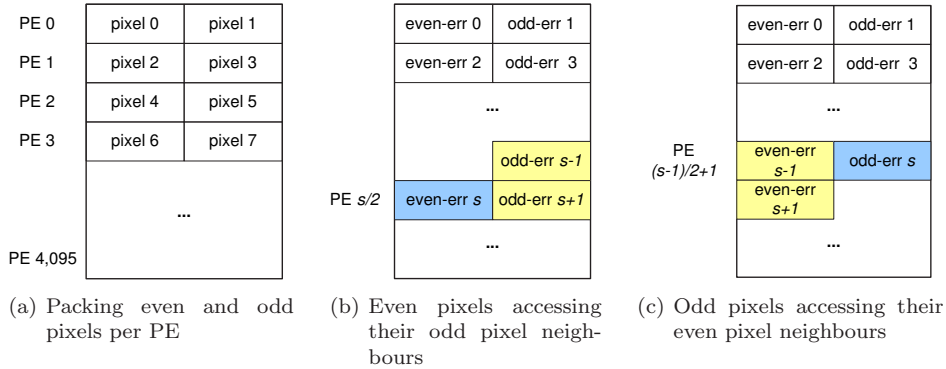 PE 0 pixel 0 pixel 1
PE 1 pixel 2 pixel 3
PE 2 pixel 4 pixel 5
PE 3 pixel 6 pixel 7
...
PE 4,095
(a) Packing even and odd
pixels per PE
even-err 0 odd-err 1
even-err 2 odd-err 3
...
odd-err s-1
PE s/2 even-err s odd-err s+1
...
(b) Even pixels accessing
their odd pixel neigh-
bours
even-err 0 odd-err 1
even-err 2 odd-err 3
...
PE
(s-1)/2+1
even-err
s-1
odd-err s
even-err
s+1
...
(c) Odd pixels accessing their
even pixel neighbours